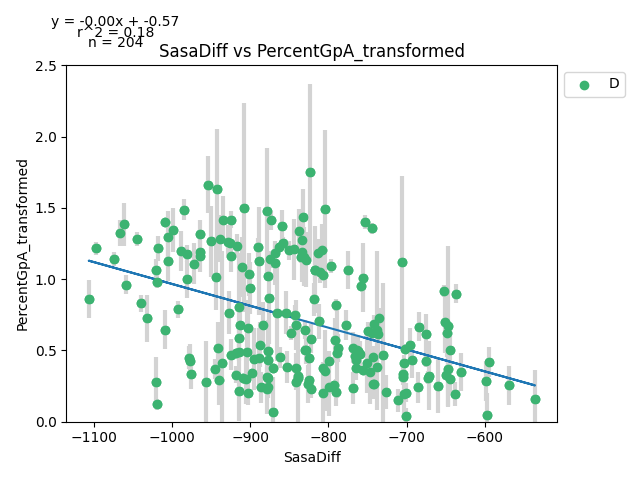 y = -0.00x + -0.57
r^2 = 0.18
n = 204
SasaDiff vs PercentGpA_transformed
D
2.5
2.0
1.5
1.0
0.5
0.0
PercentGpA_transformed
−1100 −1000 −900 −800 −700 −600
SasaDiff